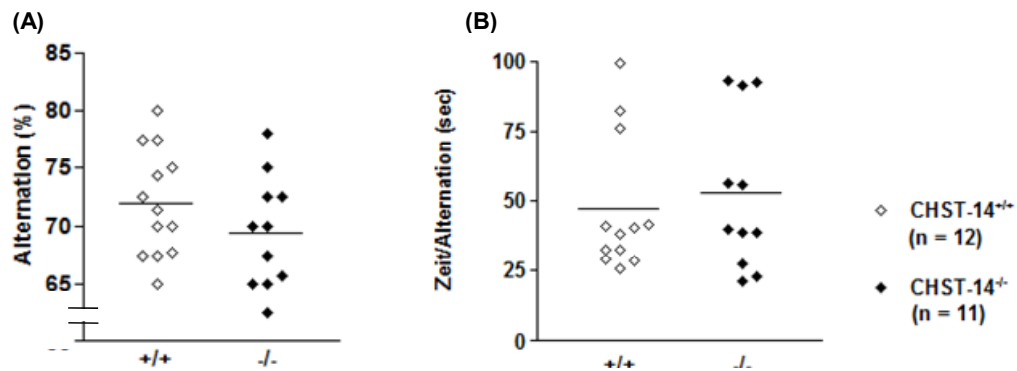 (A)
(B)
Alternation (%)
85
80
75
70
65
+/+
-/-
Zeit/Alternation (sec)
100
75
50
25
0
+/+
-/-
CHST-14+/+
(n = 12)
CHST-14-/-
(n = 11)